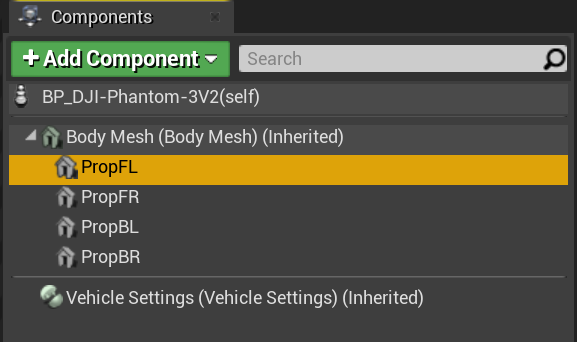 Components
+ Add Component
Search
BP_DJI-Phantom-3V2(self)
Body Mesh (Body Mesh) (Inherited)
PropFL
PropFR
PropBL
PropBR
Vehicle Settings (Vehicle Settings) (Inherited)